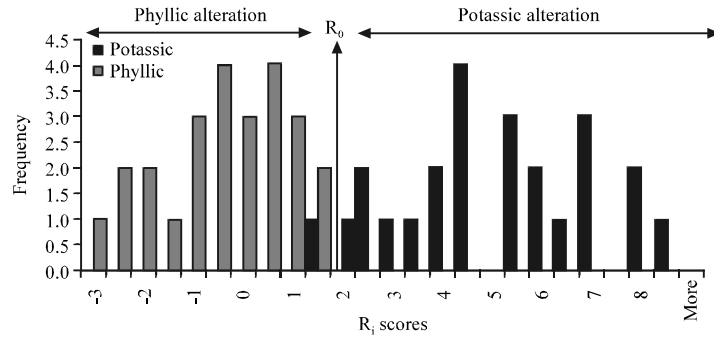 Phyllic alteration
Potassic alteration
R₀
4.5
4.0
3.5
3.0
2.5
2.0
1.5
1.0
0.5
0.0
Frequency
Potassic
Phyllic
-3
-2
-1
0
1
2
3
4
5
6
7
8
More
Rᵢ scores